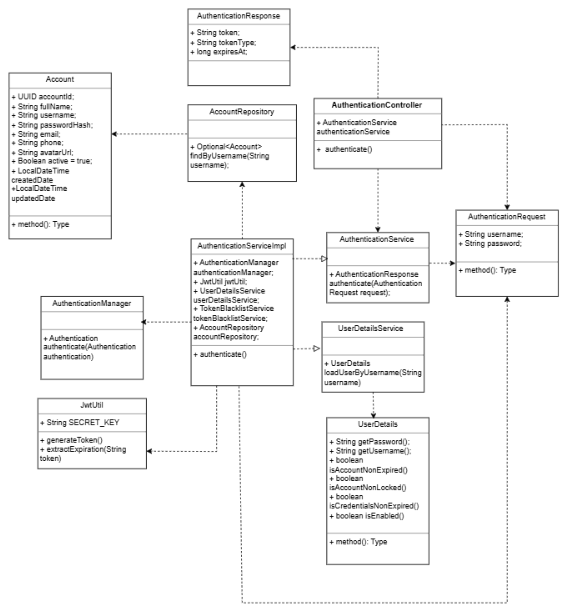 AuthenticationResponse
+ String token;
+ String tokenType;
+ long expiresAt;
Account
+ UUID accountId;
+ String fullName;
+ String username;
+ String passwordHash;
+ String email;
+ String phone;
+ String avatarUrl;
+ Boolean active = true;
+ LocalDateTime
createdDate
+LocalDateTime
updatedDate
+ method(): Type
AccountRepository
+ Optional<Account>
findByUsername(String
username);
AuthenticationController
+ AuthenticationService
authenticationService
+ authenticate()
AuthenticationRequest
+ String username;
+ String password;
+ method(): Type
AuthenticationServiceImpl
+ AuthenticationManager
authenticationManager;
+ JwtUtil jwtUtil;
+ UserDetailsService
userDetailsService;
+ TokenBlacklistService
tokenBlacklistService;
+ AccountRepository
accountRepository;
+ authenticate()
AuthenticationService
+ AuthenticationResponse
authenticate(Authentication
Request request);
AuthenticationManager
+ Authentication
authenticate(Authentication
authentication)
UserDetailsService
+ UserDetails
loadUserByUsername(String
username)
JwtUtil
+ String SECRET_KEY
+ generateToken()
+ extractExpiration(String
token)
UserDetails
+ String getPassword();
+ String getUsername();
+ boolean
isAccountNonExpired()
+ boolean
isAccountNonLocked()
+ boolean
isCredentialsNonExpired()
+ boolean isEnabled()
+ method(): Type